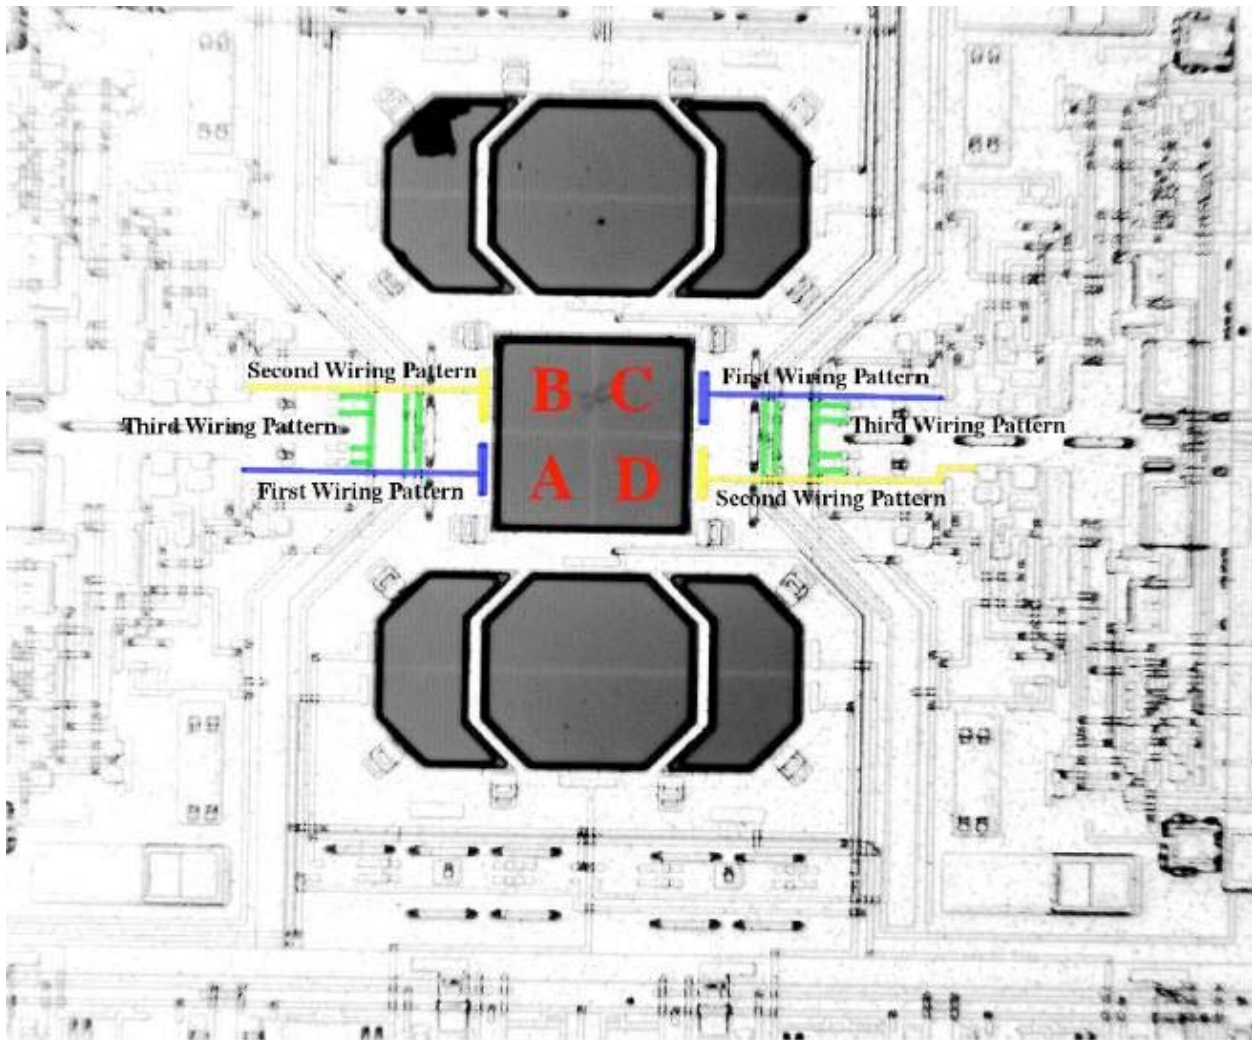 Second Wiring Pattern
B C
First Wiring Pattern
Third Wiring Pattern
Third Wiring Pattern
A D
First Wiring Pattern
Second Wiring Pattern